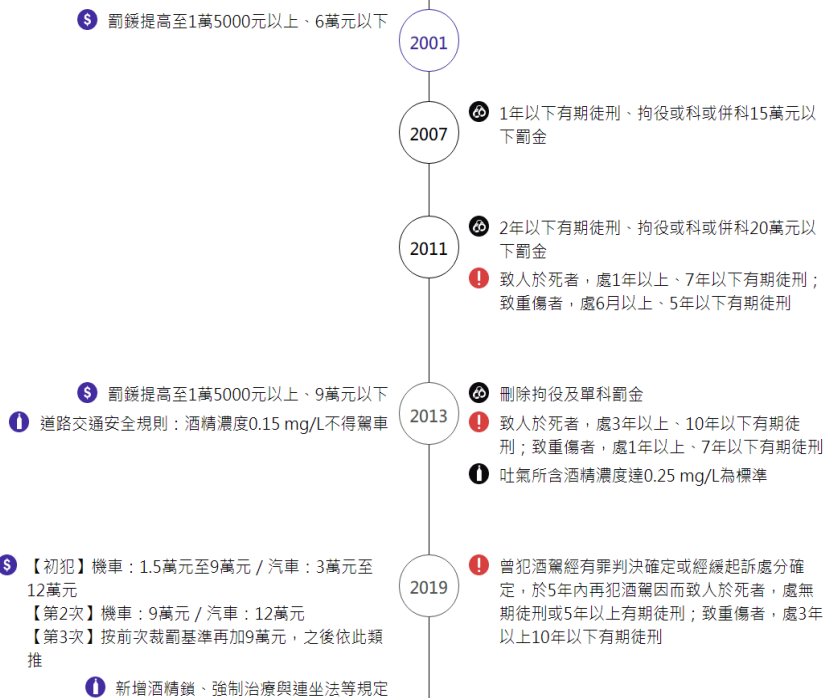 罰鍰提高至1萬5000元以上、6萬元以下
2001
2007
1年以下有期徒刑、拘役或科或併科15萬元以
下罰金
2011
2年以下有期徒刑、拘役或科或併科20萬元以
下罰金
致人於死者，處1年以上、7年以下有期徒刑；
致重傷者，處6月以上、5年以下有期徒刑
罰鍰提高至1萬5000元以上、9萬元以下
道路交通安全規則：酒精濃度0.15 mg/L不得駕車
2013
刪除拘役及單科罰金
致人於死者，處3年以上、10年以下有期徒
刑；致重傷者，處1年以上、7年以下有期徒刑
吐氣所含酒精濃度達0.25 mg/L為標準
【初犯】機車：1.5萬元至9萬元 / 汽車：3萬元至
12萬元
【第2次】機車：9萬元 / 汽車：12萬元
【第3次】按前次裁罰基準再加9萬元，之後依此類
推
新增酒精鎖、強制治療與連坐法等規定
2019
曾犯酒駕經有罪判決確定或經緩起訴處分確
定，於5年內再犯酒駕因而致人於死者，處無
期徒刑或5年以上有期徒刑；致重傷者，處3年
以上10年以下有期徒刑